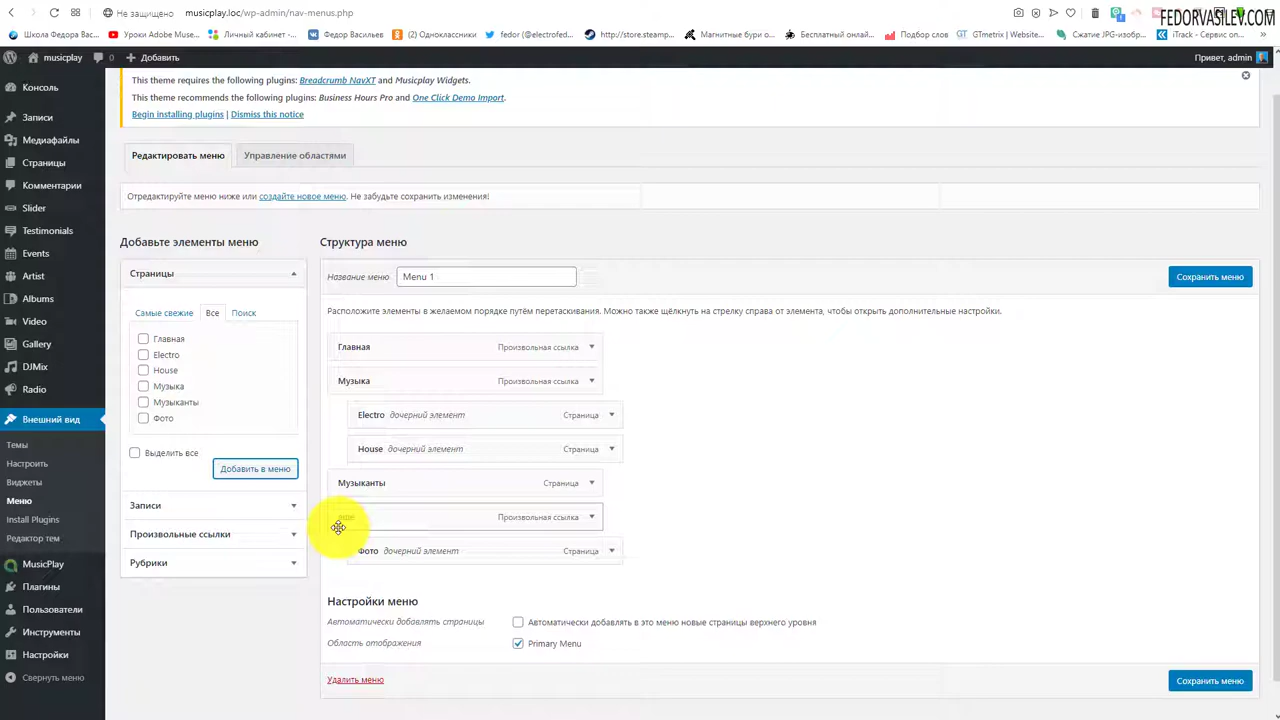 Не защищено musicplay.loc/wp-admin/nav-menus.php
FEDORVASILEV.COM
Школа Федора Вас...
Уроки Adobe Muse...
Личный кабинет -...
Федор Васильев
(2) Одноклассники
fedor (@electrofed...
http://store.steamp...
Магнитные бури о...
Бесплатный онлай...
Подбор слов
GTmetrix | Website...
Сжатие JPG-изобр...
iTrack - Сервис оп...
musicplay 0 Добавить
Привет, admin
This theme requires the following plugins: Breadcrumb NavXT and Musicplay Widgets.
This theme recommends the following plugins: Business Hours Pro and One Click Demo Import.
Begin installing plugins | Dismiss this notice
Консоль
Записи
Медиафайлы
Страницы
Комментарии
Slider
Testimonials
Events
Artist
Albums
Video
Gallery
DJMix
Radio
Внешний вид
Темы
Настроить
Виджеты
Меню
Install Plugins
Редактор тем
MusicPlay
Плагины
Пользователи
Инструменты
Настройки
Свернуть меню
Редактировать меню
Управление областями
Отредактируйте меню ниже или создайте новое меню. Не забудьте сохранить изменения!
Добавьте элементы меню
Страницы
Самые свежие Все Поиск
Главная
Electro
House
Музыка
Музыканты
Фото
Выделить все
Добавить в меню
Записи
Произвольные ссылки
Рубрики
Структура меню
Название меню Menu 1
Сохранить меню
Расположите элементы в желаемом порядке путём перетаскивания. Можно также щёлкнуть на стрелку справа от элемента, чтобы открыть дополнительные настройки.
Главная Произвольная ссылка
Музыка Произвольная ссылка
Electro дочерний элемент Страница
House дочерний элемент Страница
Музыканты Страница
Произвольная ссылка
Фото дочерний элемент Страница
Настройки меню
Автоматически добавлять страницы Автоматически добавлять в это меню новые страницы верхнего уровня
Область отображения Primary Menu
Удалить меню
Сохранить меню